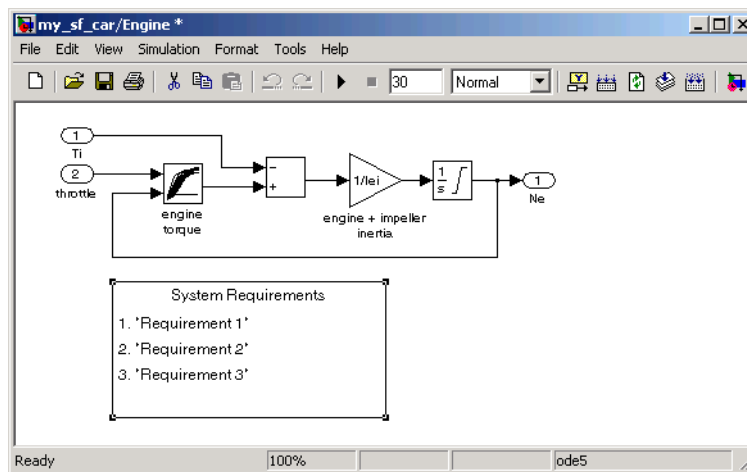 my_sf_car/Engine *
File Edit View Simulation Format Tools Help
30
Normal
1
Ti
2
throttle
engine
torque
−
+
1/Iei
engine + impeller
inertia
1
s
1
Ne
System Requirements
1. "Requirement 1"
2. "Requirement 2"
3. "Requirement 3"
Ready
100%
ode5